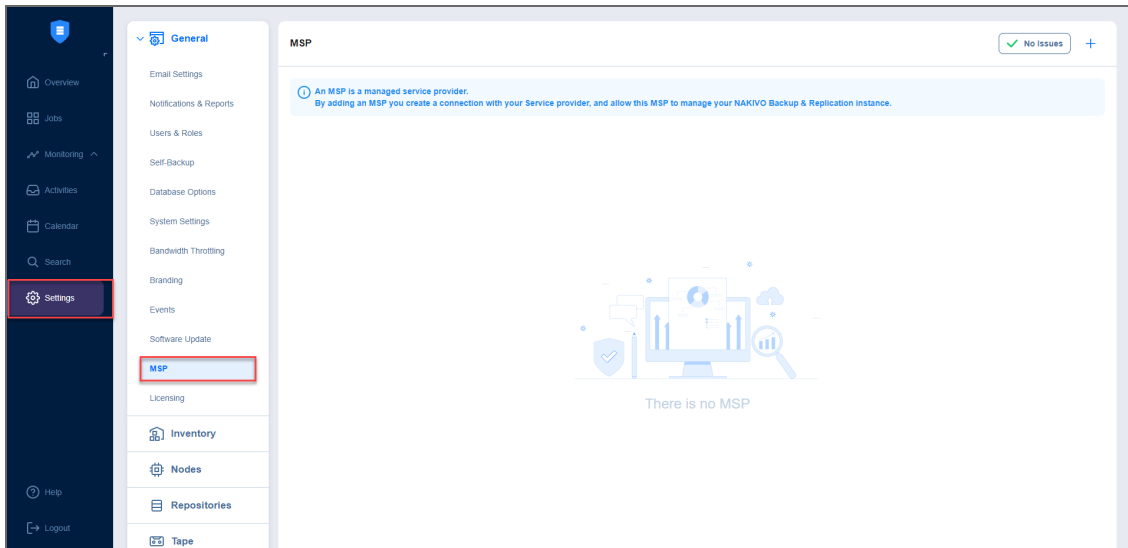 Overview
Jobs
Monitoring
Activities
Calendar
Search
Settings
Help
Logout
General
Email Settings
Notifications & Reports
Users & Roles
Self-Backup
Database Options
System Settings
Bandwidth Throttling
Branding
Events
Software Update
MSP
Licensing
Inventory
Nodes
Repositories
Tape
MSP
No Issues
An MSP is a managed service provider.
By adding an MSP you create a connection with your Service provider, and allow this MSP to manage your NAKIVO Backup & Replication instance.
There is no MSP